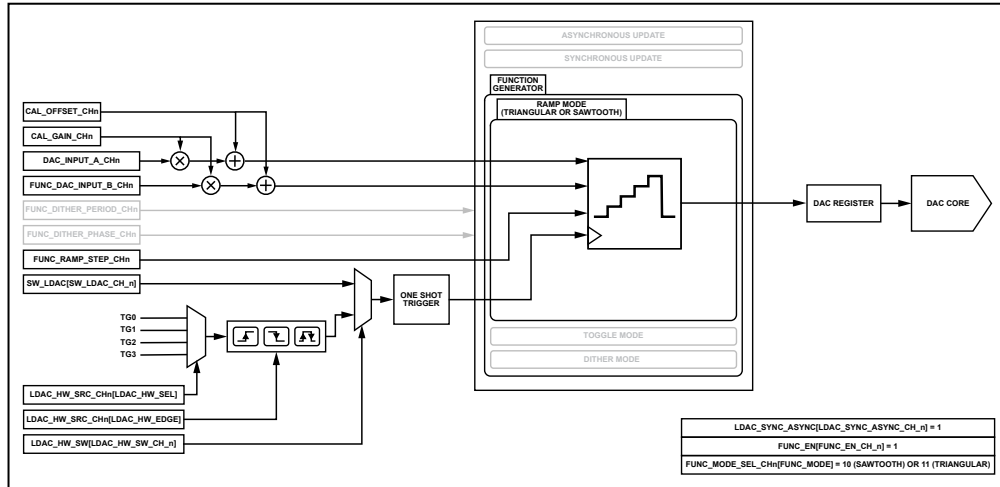 ASYNCHRONOUS UPDATE
SYNCHRONOUS UPDATE
FUNCTION
GENERATOR
RAMP MODE
(TRIANGULAR OR SAWTOOTH)
CAL_OFFSET_CHn
CAL_GAIN_CHn
DAC_INPUT_A_CHn
FUNC_DAC_INPUT_B_CHn
FUNC_DITHER_PERIOD_CHn
FUNC_DITHER_PHASE_CHn
FUNC_RAMP_STEP_CHn
SW_LDAC[SW_LDAC_CH_n]
DAC REGISTER
DAC CORE
ONE SHOT
TRIGGER
TG0
TG1
TG2
TG3
TOGGLE MODE
DITHER MODE
LDAC_HW_SRC_CHn[LDAC_HW_SEL]
LDAC_HW_SRC_CHn[LDAC_HW_EDGE]
LDAC_HW_SW[LDAC_HW_SW_CH_n]
LDAC_SYNC_ASYNC[LDAC_SYNC_ASYNC_CH_n] = 1
FUNC_EN[FUNC_EN_CH_n] = 1
FUNC_MODE_SEL_CHn[FUNC_MODE] = 10 (SAWTOOTH) OR 11 (TRIANGULAR)